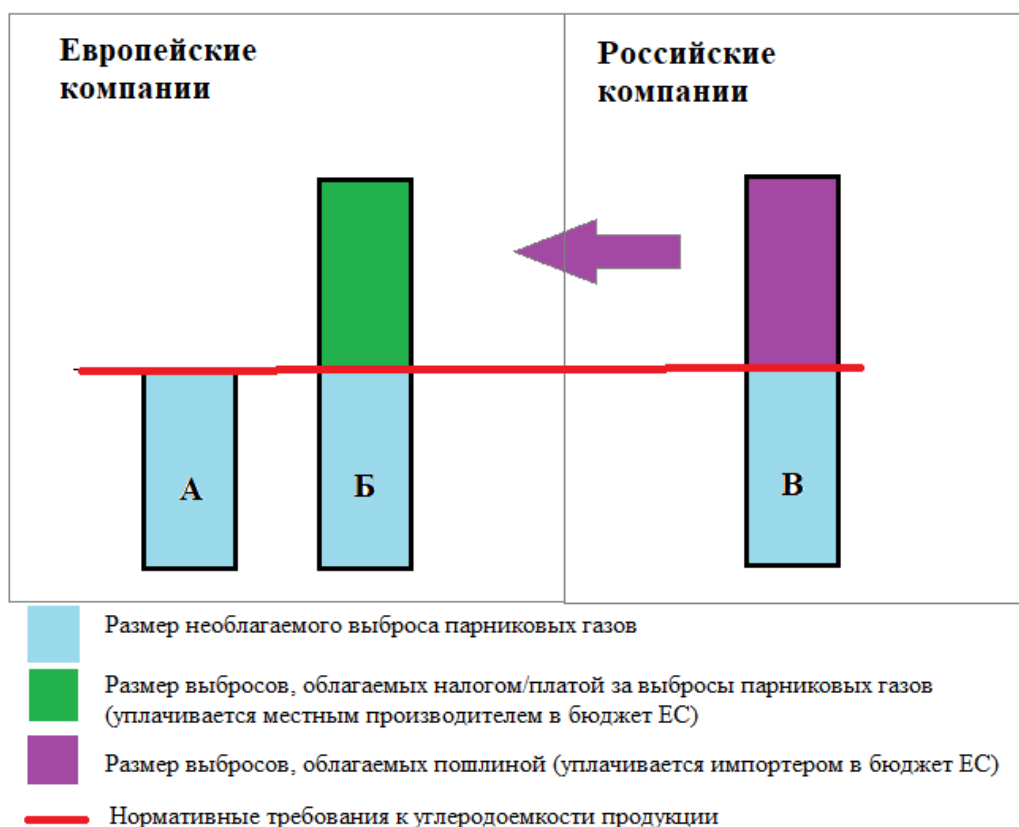 Европейские
компании
Российские
компании
А
Б
В
Размер необлагаемого выброса парниковых газов
Размер выбросов, облагаемых налогом/платой за выбросы парниковых газов
(уплачивается местным производителем в бюджет ЕС)
Размер выбросов, облагаемых пошлиной (уплачивается импортером в бюджет ЕС)
Нормативные требования к углеродоемкости продукции